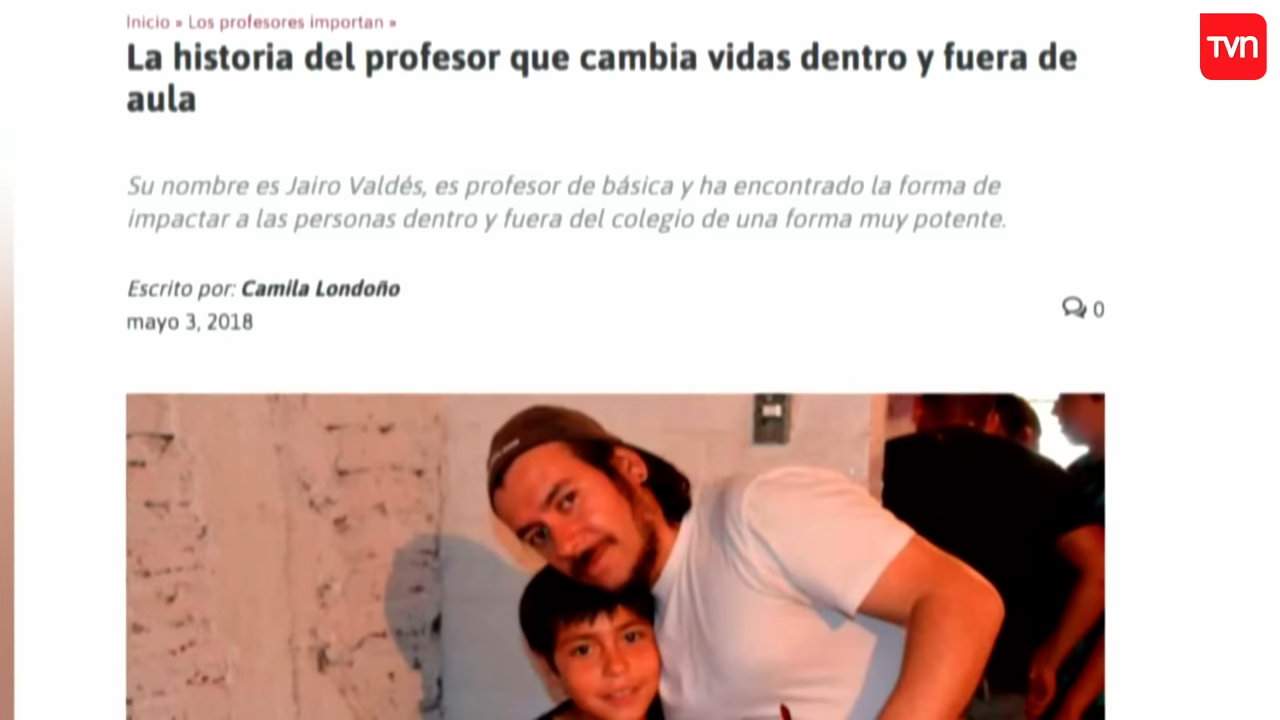 Inicio » Los profesores importan »
La historia del profesor que cambia vidas dentro y fuera de
aula
Su nombre es Jairo Valdés, es profesor de básica y ha encontrado la forma de
impactar a las personas dentro y fuera del colegio de una forma muy potente.
Escrito por: Camila Londoño
mayo 3, 2018
0
TVN